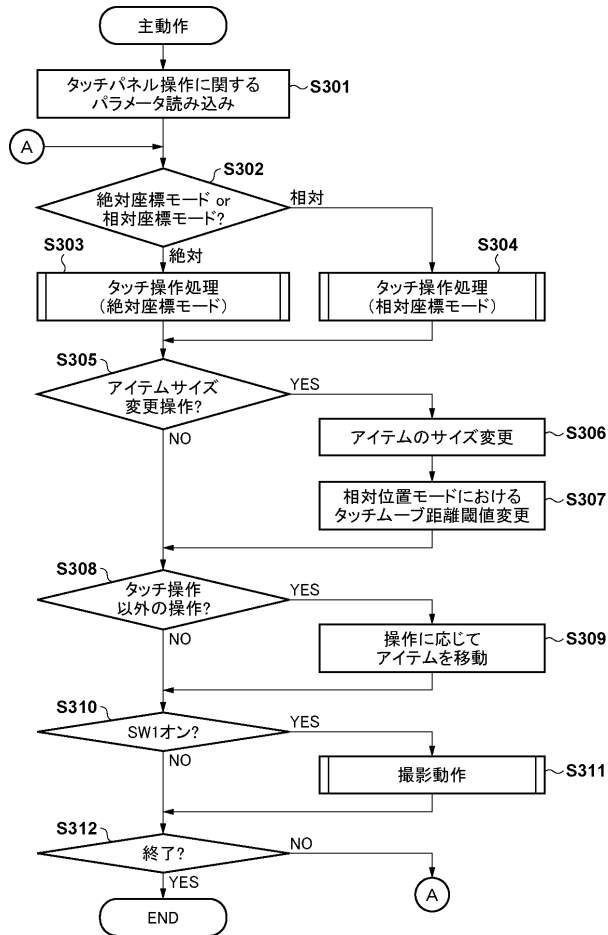 主動作
タッチパネル操作に関する
パラメータ読み込み
S301
A
S302
絶対座標モード or
相対座標モード?
相対
絶対
S303
タッチ操作処理
(絶対座標モード)
S304
タッチ操作処理
(相対座標モード)
S305
アイテムサイズ
変更操作?
YES
NO
アイテムのサイズ変更
S306
相対位置モードにおける
タッチムーブ距離閾値変更
S307
S308
タッチ操作
以外の操作?
YES
NO
操作に応じて
アイテムを移動
S309
S310
SW1オン?
YES
NO
撮影動作
S311
S312
終了?
NO
YES
A
END